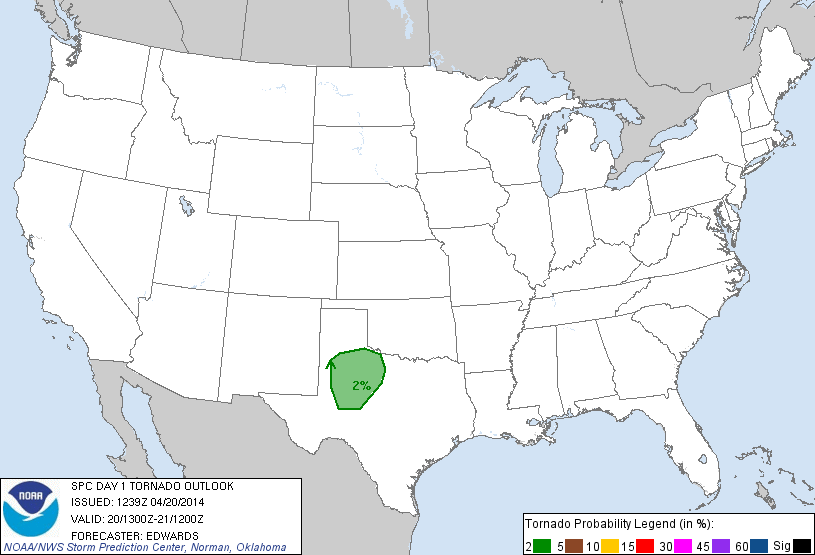 2%
NOAA
SPC DAY 1 TORNADO OUTLOOK
ISSUED: 1239Z 04/20/2014
VALID: 20/1300Z-21/1200Z
FORECASTER: EDWARDS
NOAA/NWS Storm Prediction Center, Norman, Oklahoma
Tornado Probability Legend (in %):
2 5 10 15 30 45 60 Sig